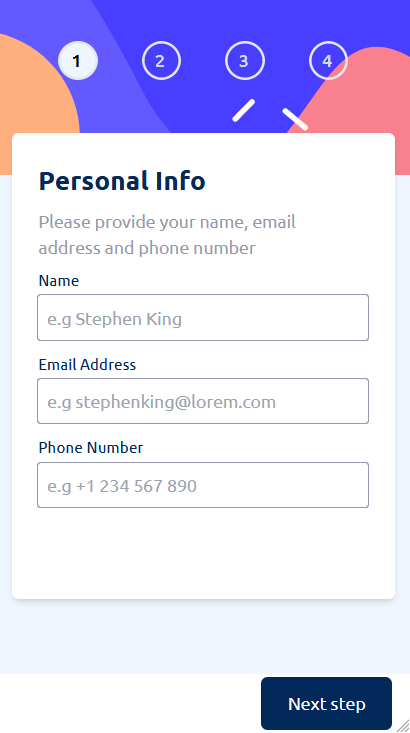 1 2 3 4
Personal Info
Please provide your name, email
address and phone number
Name
e.g Stephen King
Email Address
e.g stephenking@lorem.com
Phone Number
e.g +1 234 567 890
Next step